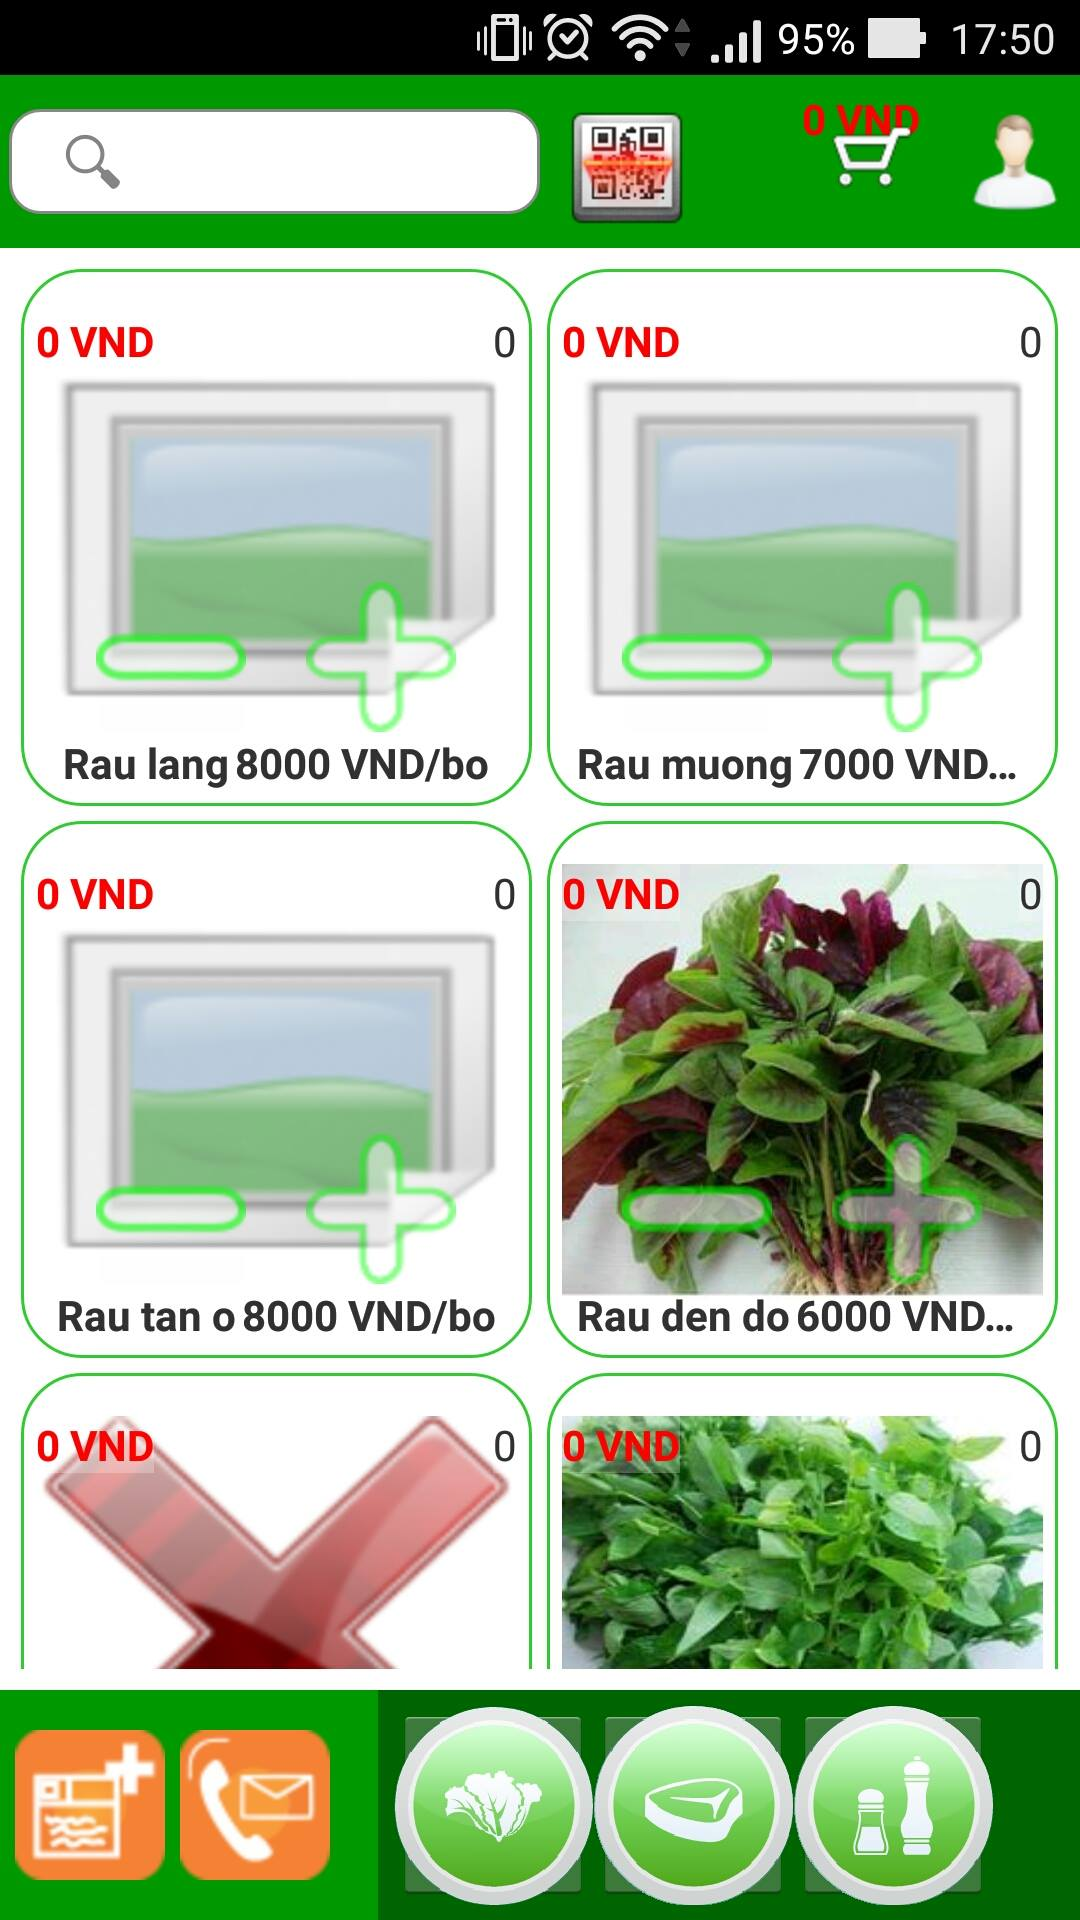 95% 17:50
0 VND
0 VND 0
0 VND 0
Rau lang 8000 VND/bo
Rau muong 7000 VND...
0 VND 0
0 VND 0
Rau tan o 8000 VND/bo
Rau den do 6000 VND...
0 VND 0
0 VND 0